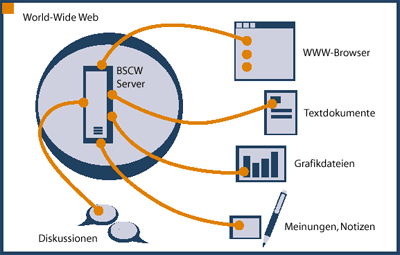 World-Wide Web
BSCW
Server
WWW-Browser
Textdokumente
Grafikdateien
Meinungen, Notizen
Diskussionen